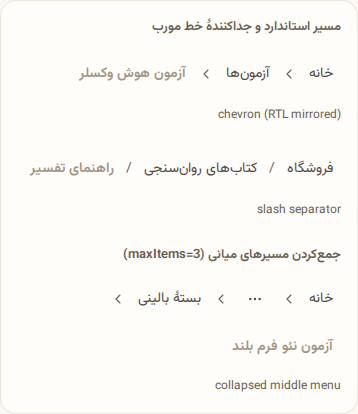 مسیر استاندارد و جداکنندهٔ خط مورب
خانه › آزمون‌ها › آزمون هوش وکسلر
chevron (RTL mirrored)
فروشگاه / کتاب‌های روان‌سنجی / راهنمای تفسیر
slash separator
جمع‌کردن مسیرهای میانی (maxItems=3)
خانه › ··· › بستهٔ بالینی ›
آزمون نئو فرم بلند
collapsed middle menu